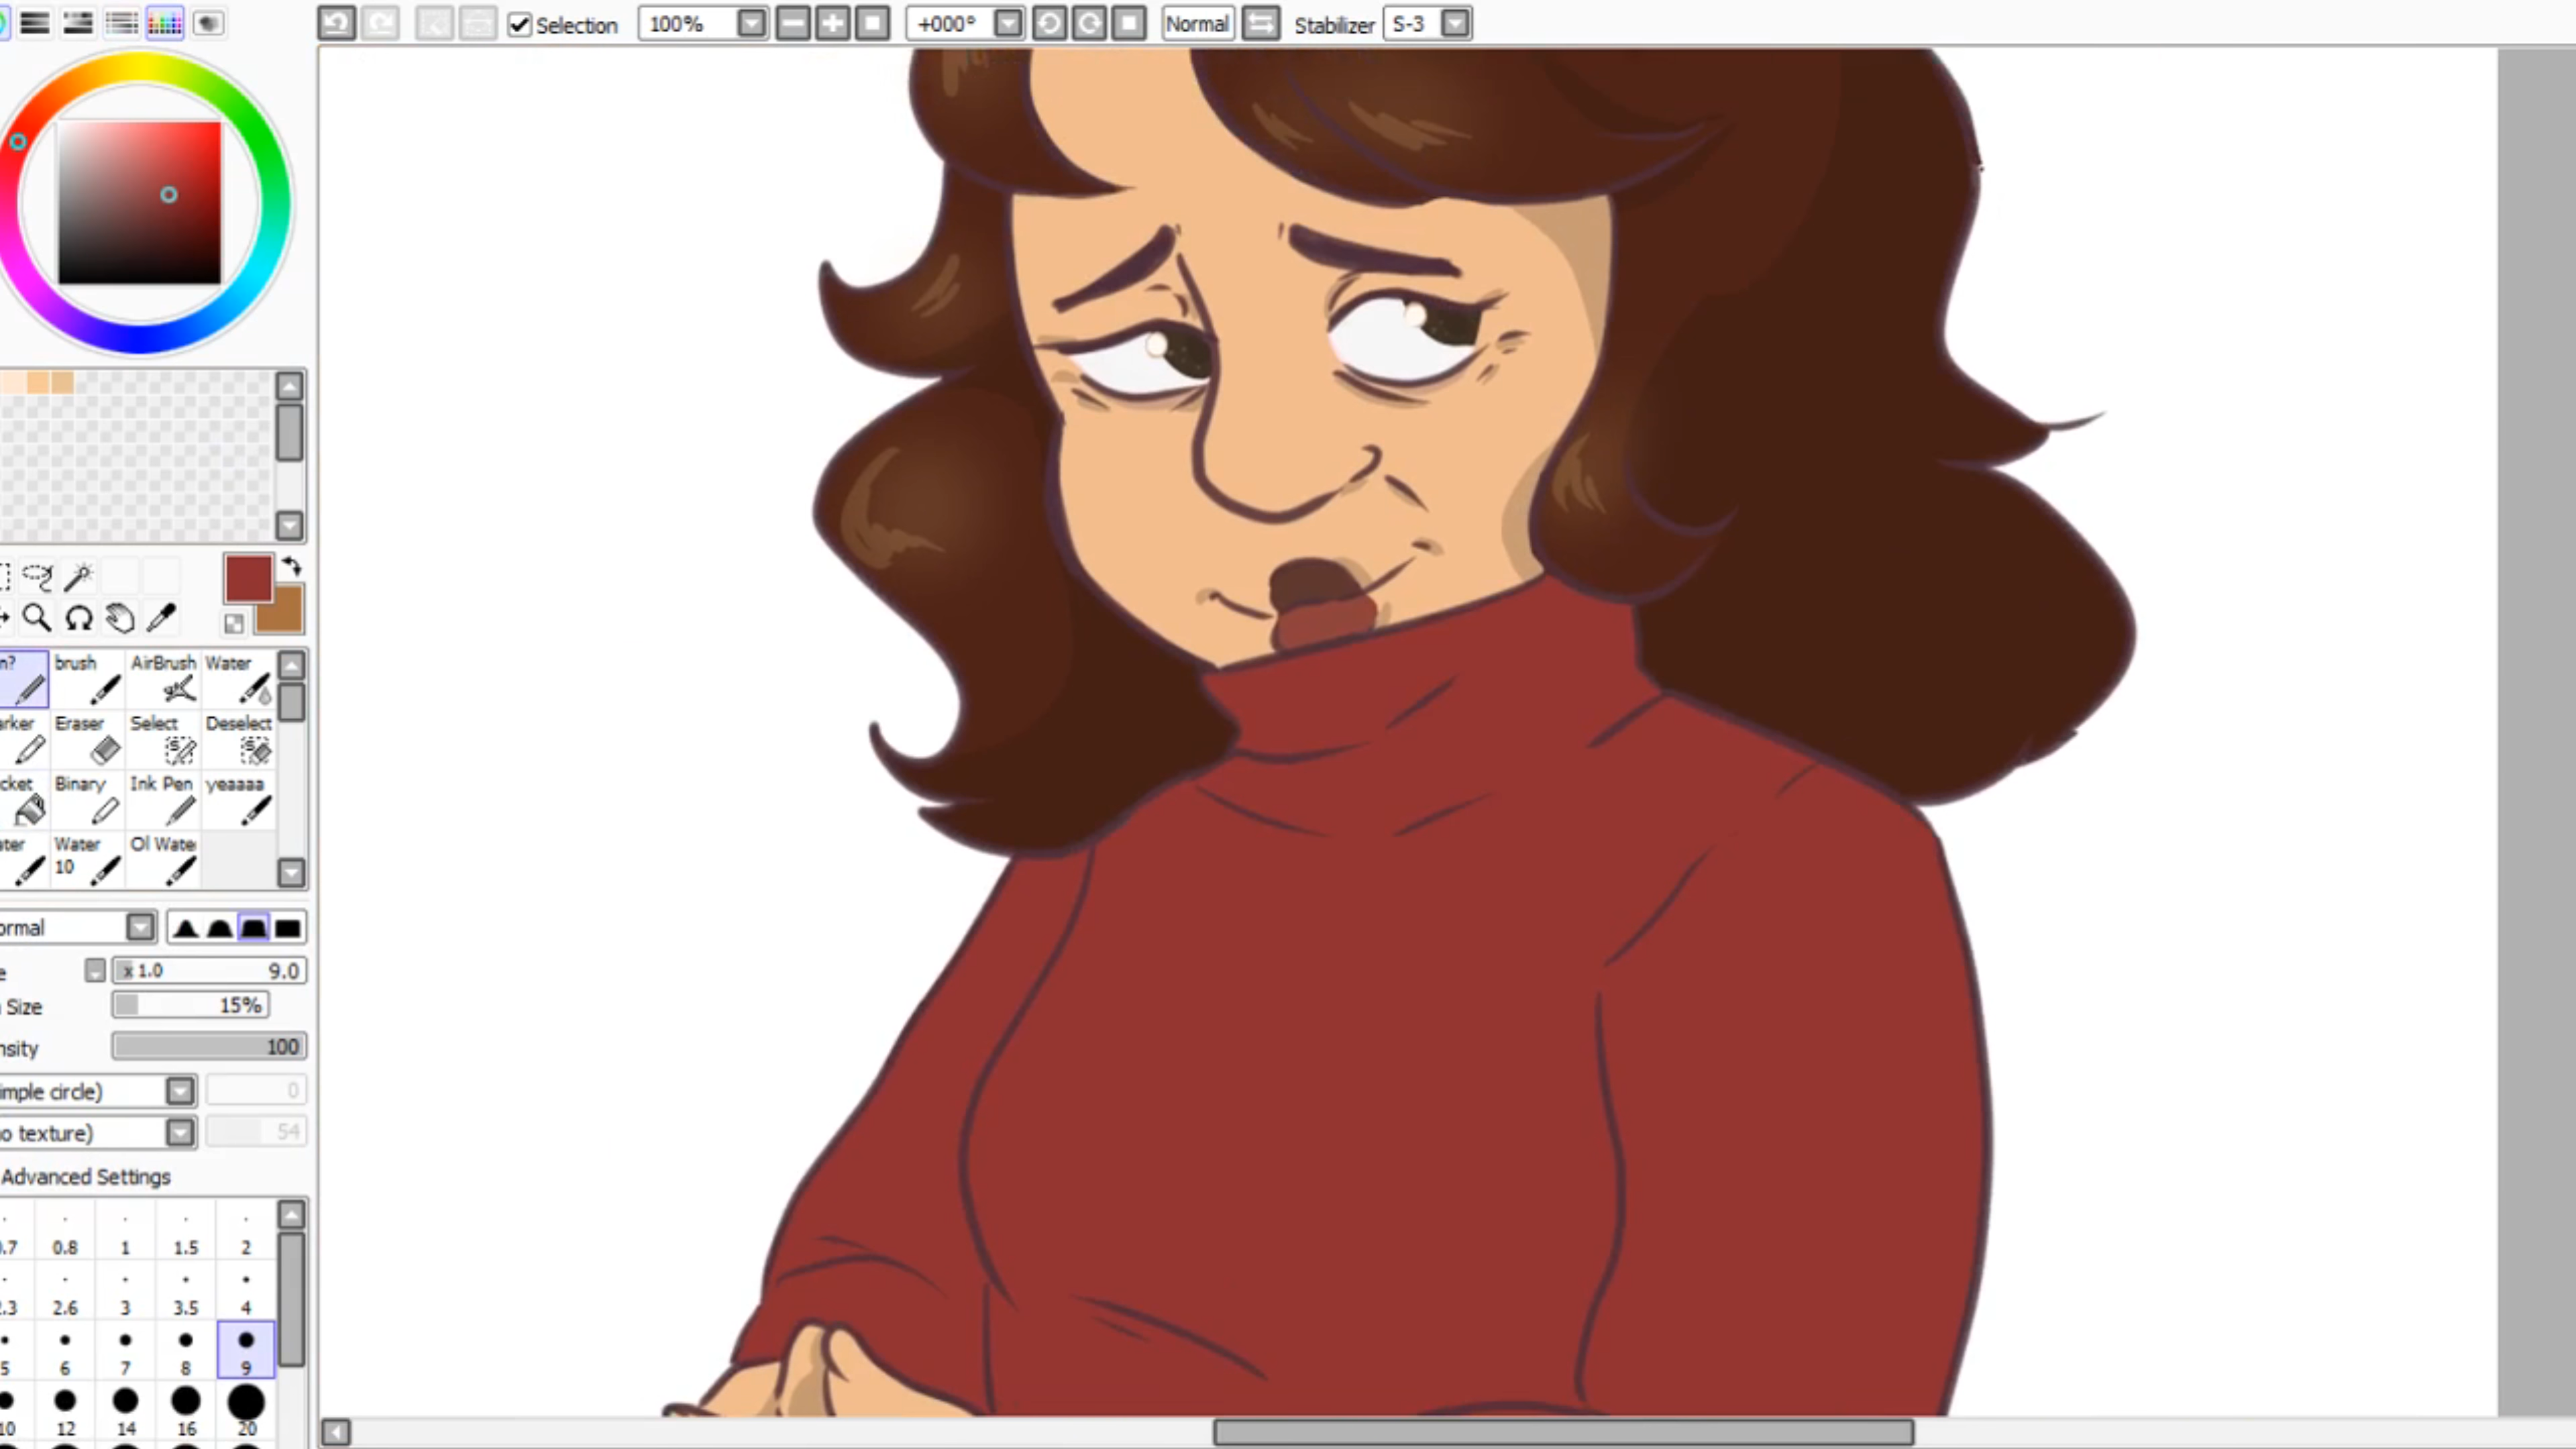 Selection 100% +000° Normal Stabilizer S-3
n? brush AirBrush Water
arker Eraser Select Deselect
cket Binary Ink Pen yeaaaa
ater Water 10 Ol Wate
ormal
e x 1.0 9.0
Size 15%
nsity 100
imple circle) 0
o texture) 54
Advanced Settings
0.7 0.8 1 1.5 2
2.3 2.6 3 3.5 4
5 6 7 8 9
10 12 14 16 20